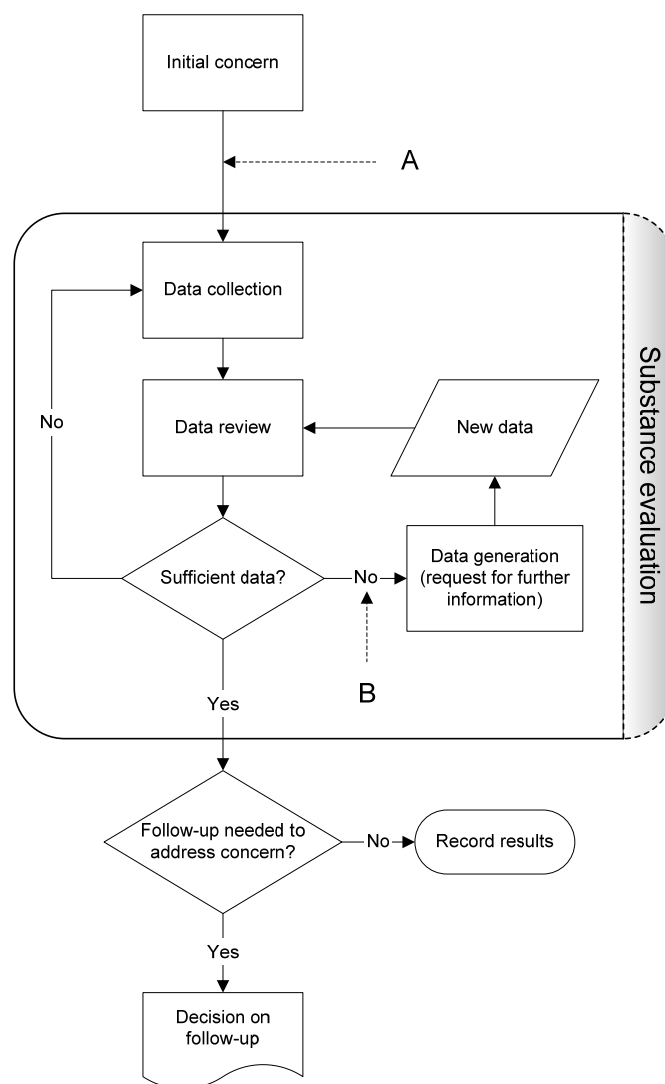 Initial concern
A
Data collection
No
Data review
New data
Substance evaluation
Sufficient data?
No
Data generation
(request for further
information)
B
Yes
Follow-up needed to
address concern?
No
Record results
Yes
Decision on
follow-up